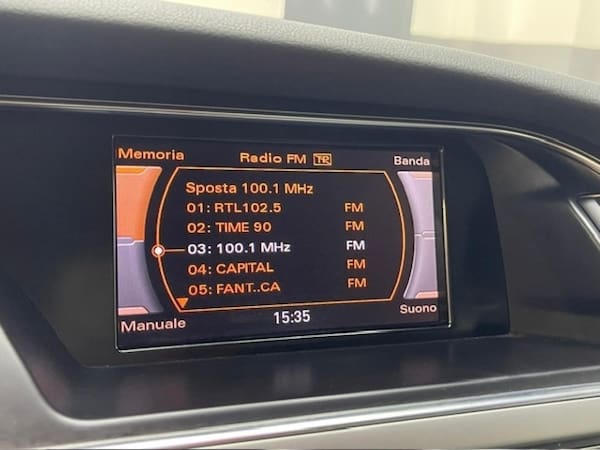 Memoria Radio FM TP Banda
Sposta 100.1 MHz
01: RTL102.5 FM
02: TIME 90 FM
03: 100.1 MHz FM
04: CAPITAL FM
05: FANT..CA FM
Manuale 15:35 Suono